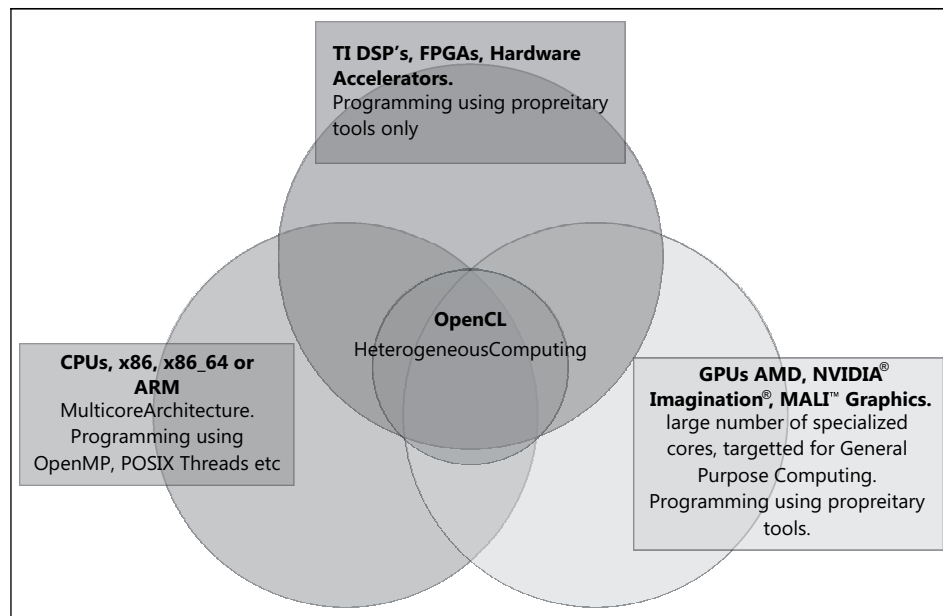 TI DSP's, FPGAs, Hardware
Accelerators.
Programming using propreitary
tools only
OpenCL
HeterogeneousComputing
CPUs, x86, x86_64 or
ARM
MulticoreArchitecture.
Programming using
OpenMP, POSIX Threads etc
GPUs AMD, NVIDIA®
Imagination®, MALI™ Graphics.
large number of specialized
cores, targetted for General
Purpose Computing.
Programming using propreitary
tools.